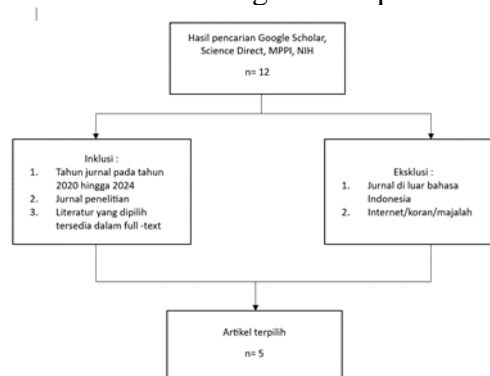 Hasil pencarian Google Scholar,
Science Direct, MPPI, NIH
n= 12
Inklusi :
1. Tahun jurnal pada tahun
2020 hingga 2024
2. Jurnal penelitian
3. Literatur yang dipilih
tersedia dalam full -text
Eksklusi :
1. Jurnal di luar bahasa
Indonesia
2. Internet/koran/majalah
Artikel terpilih
n= 5